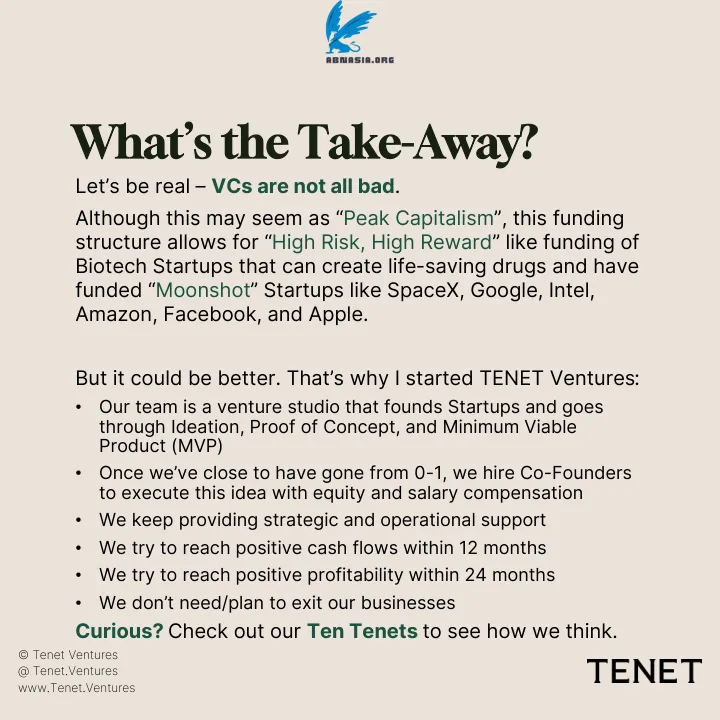 ABNASIA.ORG
What's the Take-Away?
Let's be real – VCs are not all bad.
Although this may seem as “Peak Capitalism”, this funding
structure allows for “High Risk, High Reward” like funding of
Biotech Startups that can create life-saving drugs and have
funded “Moonshot” Startups like SpaceX, Google, Intel,
Amazon, Facebook, and Apple.
But it could be better. That's why I started TENET Ventures:
• Our team is a venture studio that founds Startups and goes
through Ideation, Proof of Concept, and Minimum Viable
Product (MVP)
• Once we've close to have gone from 0-1, we hire Co-Founders
to execute this idea with equity and salary compensation
• We keep providing strategic and operational support
• We try to reach positive cash flows within 12 months
• We try to reach positive profitability within 24 months
• We don't need/plan to exit our businesses
Curious? Check out our Ten Tenets to see how we think.
© Tenet Ventures
@ Tenet.Ventures
www.Tenet.Ventures
TENET